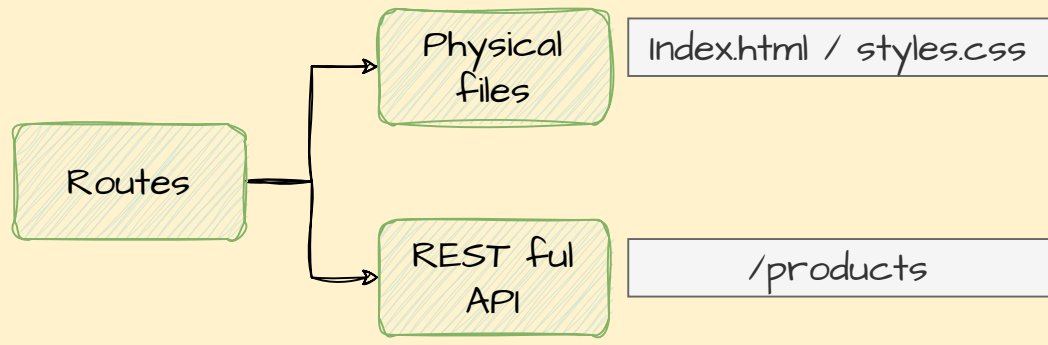 Physical
files
Index.html / styles.css
Routes
REST ful
API
/products